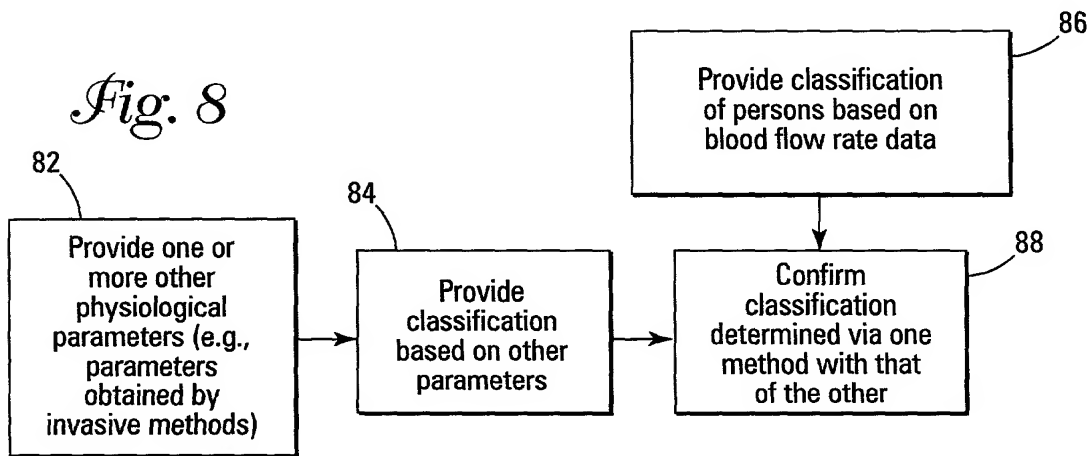 Fig. 8
82
Provide one or
more other
physiological
parameters (e.g.,
parameters
obtained by
invasive methods)
84
Provide
classification
based on other
parameters
86
Provide classification
of persons based on
blood flow rate data
88
Confirm
classification
determined via one
method with that
of the other